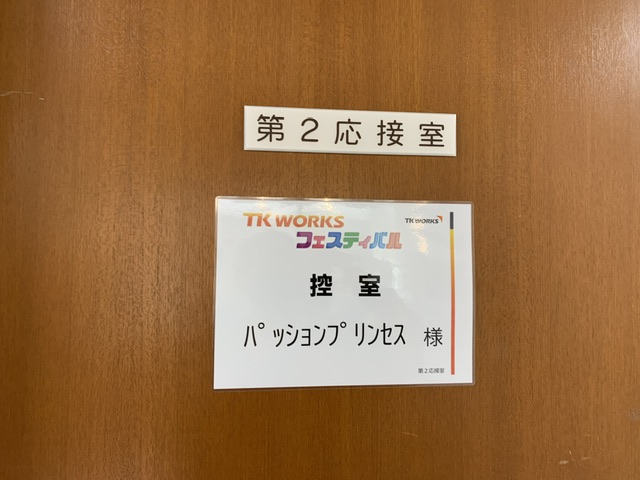 第2応接室
TK WORKS
フェスティバル
TK WORKS
控 室
ﾊﾟｯｼｮﾝﾌﾟﾘﾝｾｽ 様
第２応接室